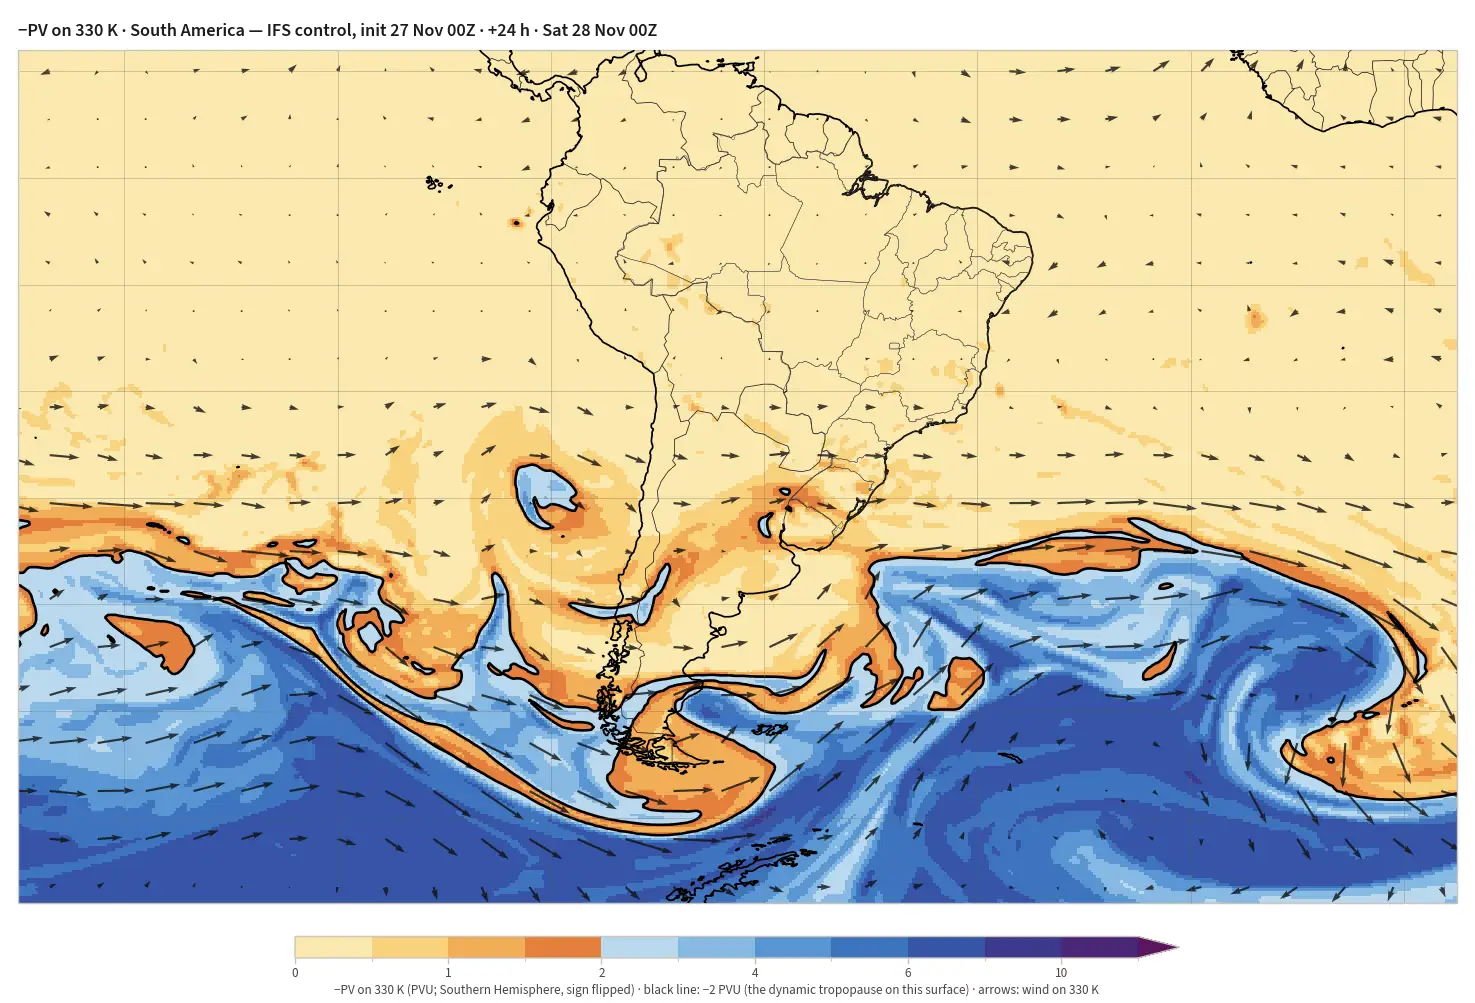 −PV on 330 K · South America — IFS control, init 27 Nov 00Z · +24 h · Sat 28 Nov 00Z
0 1 2 4 6 10
−PV on 330 K (PVU; Southern Hemisphere, sign flipped) · black line: −2 PVU (the dynamic tropopause on this surface) · arrows: wind on 330 K